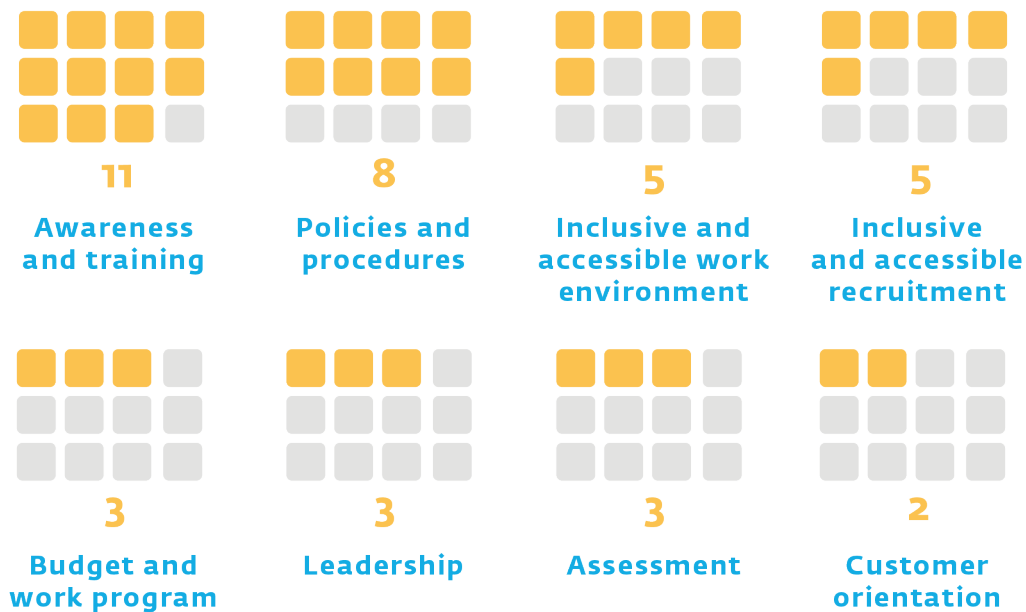 11
Awareness
and training
8
Policies and
procedures
5
Inclusive and
accessible work
environment
5
Inclusive
and accessible
recruitment
3
Budget and
work program
3
Leadership
3
Assessment
2
Customer
orientation